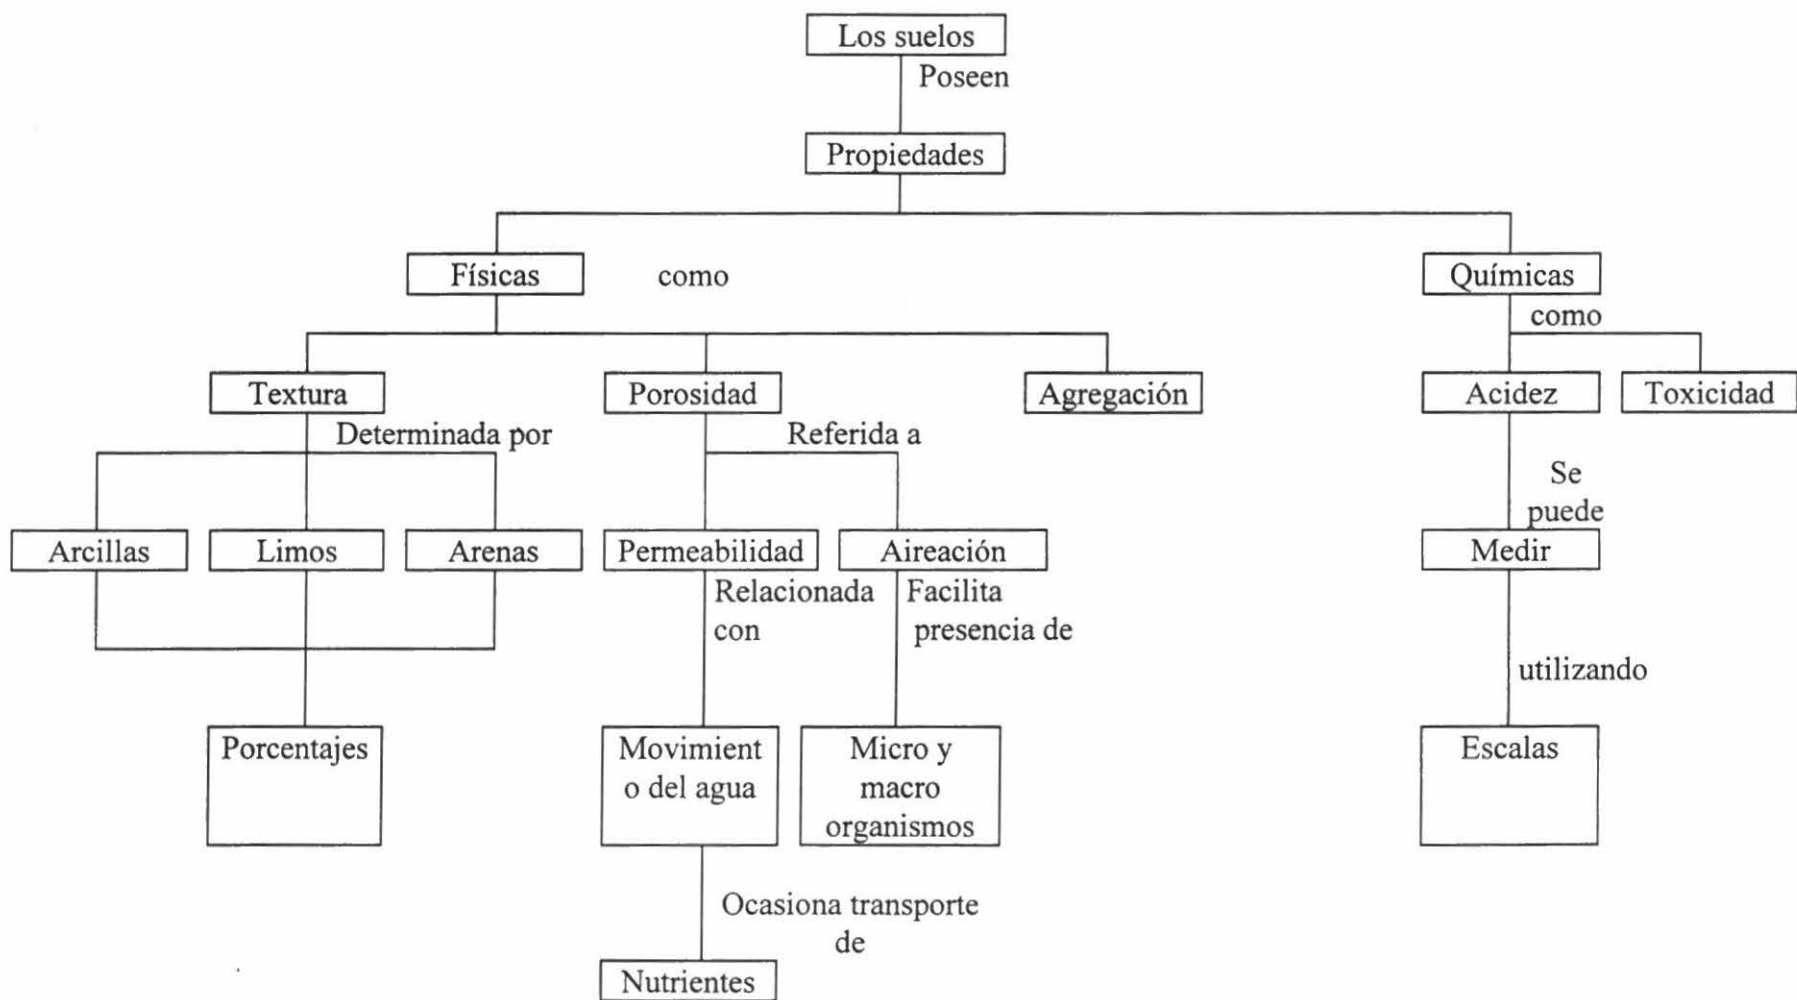 Los suelos
Poseen
Propiedades
Físicas
como
Químicas
como
Textura
Porosidad
Agregación
Acidez
Toxicidad
Determinada por
Referida a
Se
puede
Arcillas
Limos
Arenas
Permeabilidad
Aireación
Medir
Relacionada
con
Facilita
presencia de
utilizando
Porcentajes
Movimient
o del agua
Micro y
macro
organismos
Escalas
Ocasiona transporte
de
Nutrientes